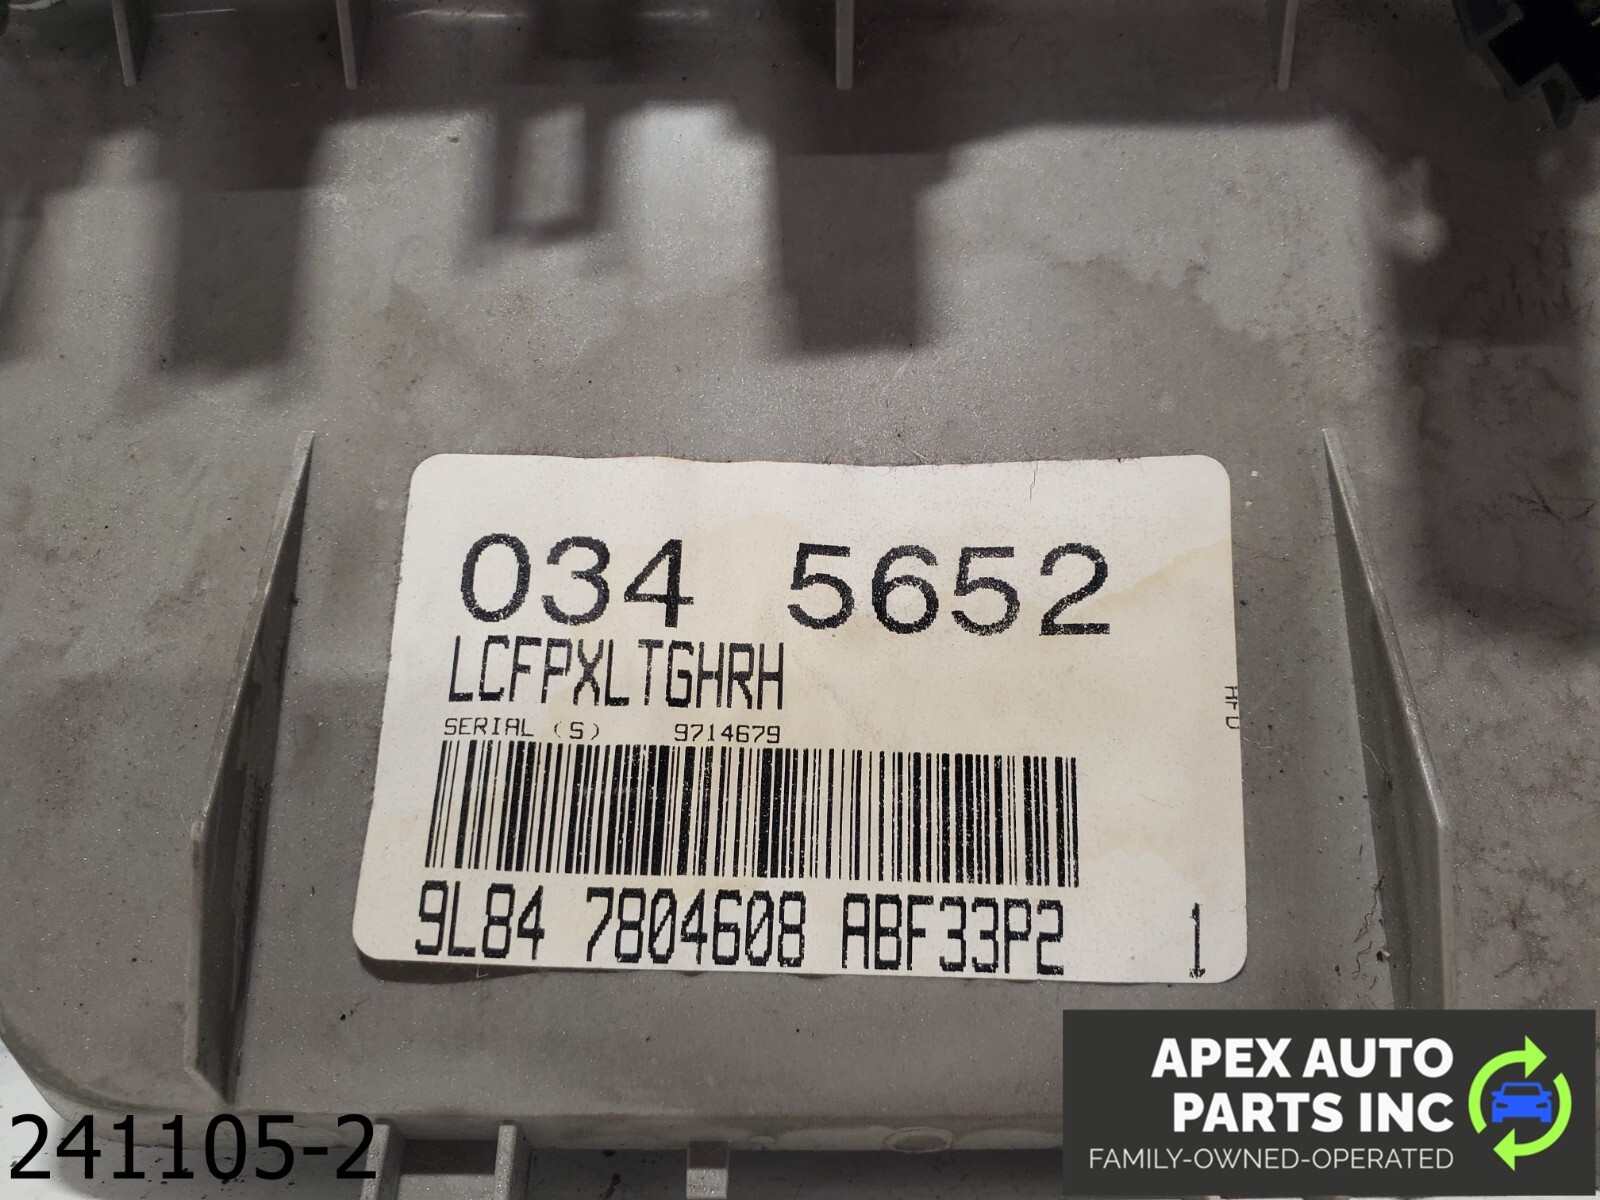 034 5652
LCFPXLTGHRH
SERIAL (S) 9714679
9L84 7804608 ABF33P2 1
241105-2
APEX AUTO
PARTS INC
FAMILY-OWNED-OPERATED